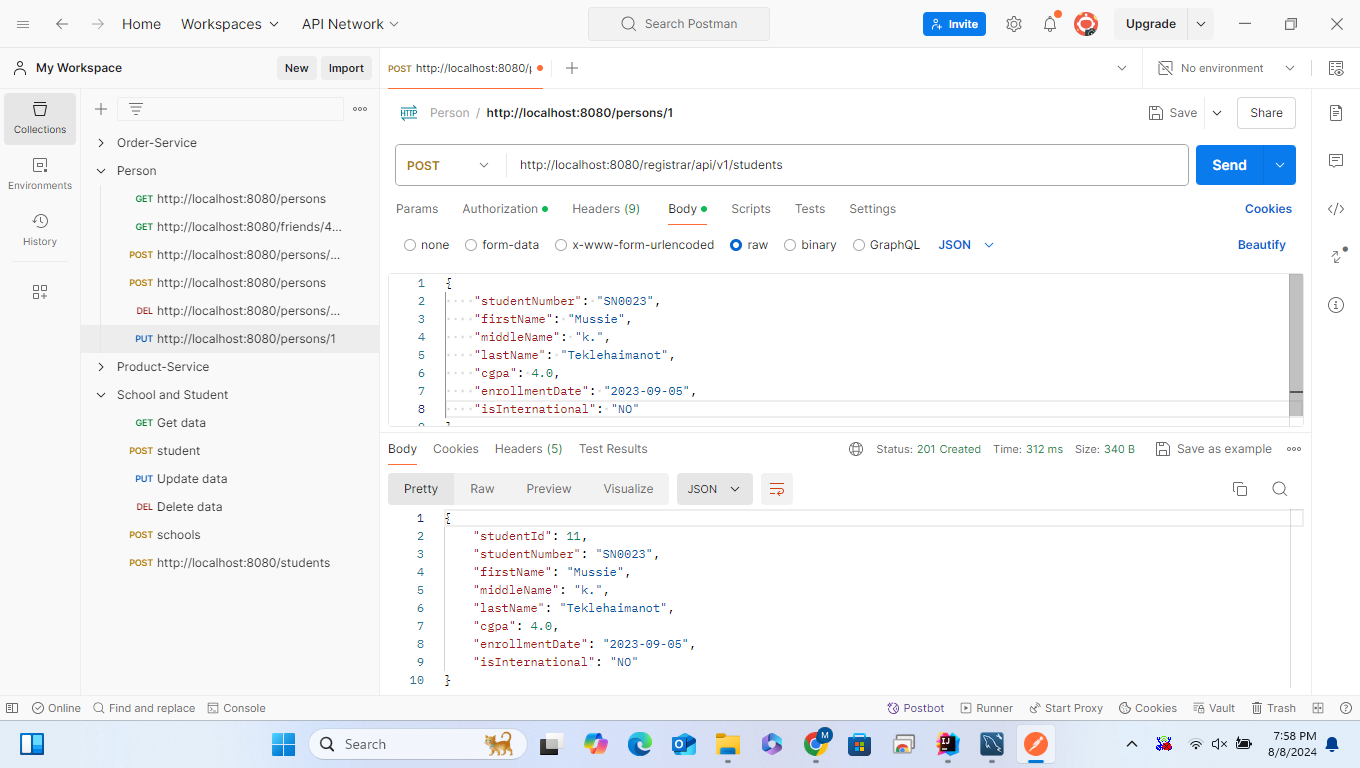 Home Workspaces API Network Search Postman Invite Upgrade
My Workspace New Import POST http://localhost:8080/p No environment
Collections
Environments
History
Order-Service
Person
GET http://localhost:8080/persons
GET http://localhost:8080/friends/4...
POST http://localhost:8080/persons/...
POST http://localhost:8080/persons
DEL http://localhost:8080/persons/...
PUT http://localhost:8080/persons/1
Product-Service
School and Student
GET Get data
POST student
PUT Update data
DEL Delete data
POST schools
POST http://localhost:8080/students
HTTP Person / http://localhost:8080/persons/1 Save Share
POST http://localhost:8080/registrar/api/v1/students Send
Params Authorization Headers (9) Body Scripts Tests Settings Cookies
none form-data x-www-form-urlencoded raw binary GraphQL JSON Beautify
1 {
2 "studentNumber": "SN0023",
3 "firstName": "Mussie",
4 "middleName": "k.",
5 "lastName": "Teklehaimanot",
6 "cgpa": 4.0,
7 "enrollmentDate": "2023-09-05",
8 "isInternational": "NO"
Body Cookies Headers (5) Test Results Status: 201 Created Time: 312 ms Size: 340 B Save as example
Pretty Raw Preview Visualize JSON
1 {
2 "studentId": 11,
3 "studentNumber": "SN0023",
4 "firstName": "Mussie",
5 "middleName": "k.",
6 "lastName": "Teklehaimanot",
7 "cgpa": 4.0,
8 "enrollmentDate": "2023-09-05",
9 "isInternational": "NO"
10 }
Online Find and replace Console Postbot Runner Start Proxy Cookies Vault Trash
Search M 7:58 PM
8/8/2024